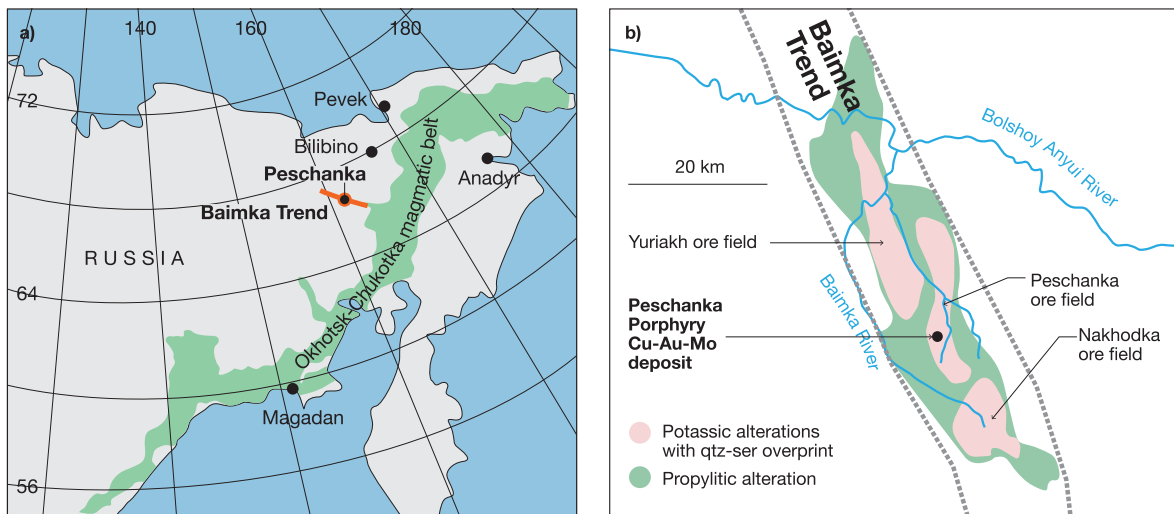 a)
140
160
180
72
64
56
Pevek
Bilibino
Peschanka
Baimka Trend
Anadyr
RUSSIA
Okhotsk-Chukotka magmatic belt
Magadan
b)
Baimka
Trend
Bolshoy Anyui River
20 km
Yuriakh ore field
Baimka River
Peschanka
ore field
Peschanka
Porphyry
Cu-Au-Mo
deposit
Nakhodka
ore field
Potassic alterations
with qtz-ser overprint
Propylitic alteration